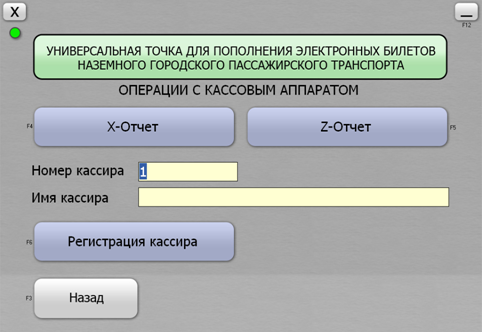 X
—
F12
УНИВЕРСАЛЬНАЯ ТОЧКА ДЛЯ ПОПОЛНЕНИЯ ЭЛЕКТРОННЫХ БИЛЕТОВ
НАЗЕМНОГО ГОРОДСКОГО ПАССАЖИРСКОГО ТРАНСПОРТА
ОПЕРАЦИИ С КАССОВЫМ АППАРАТОМ
F4 X-Отчет Z-Отчет F5
Номер кассира 1
Имя кассира
F6 Регистрация кассира
F3 Назад